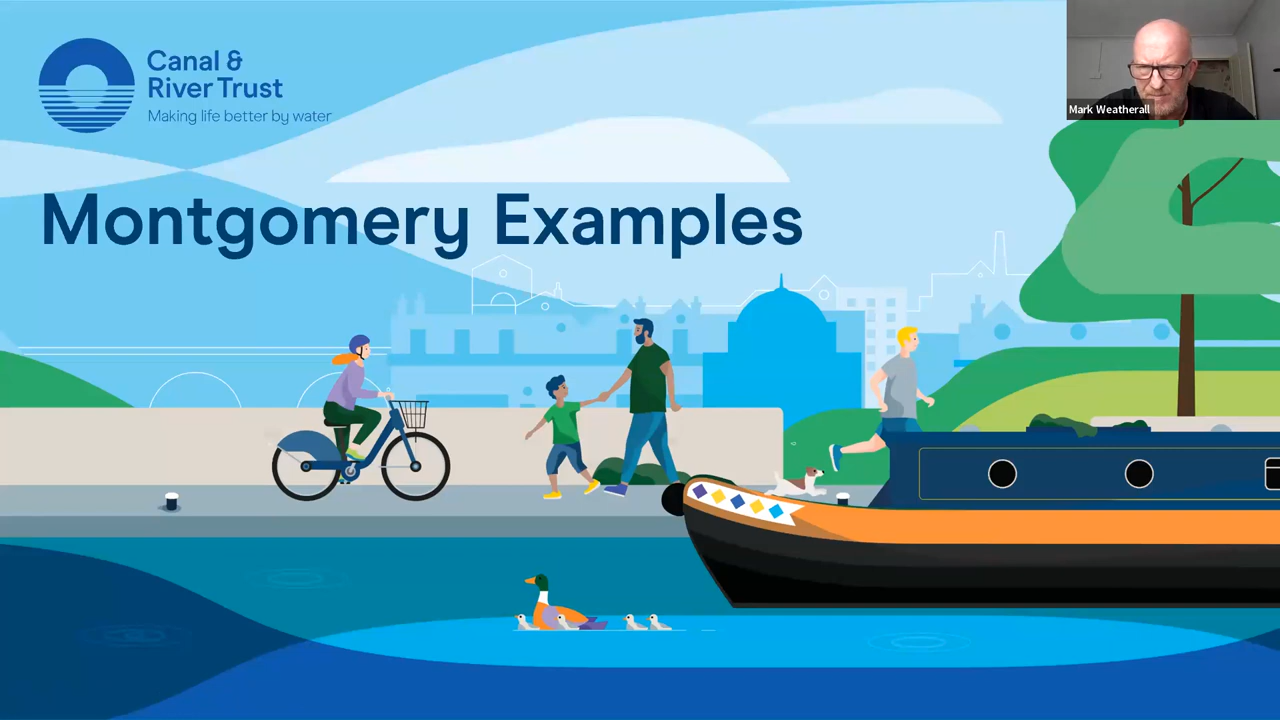 Canal &
River Trust
Making life better by water
Mark Weatherall
Montgomery Examples